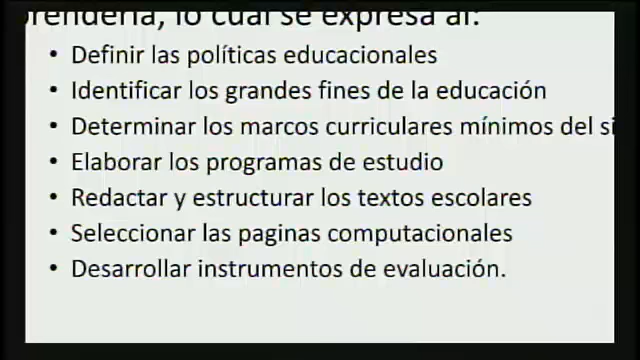 lo cual se expresa al:
• Definir las políticas educacionales
• Identificar los grandes fines de la educación
• Determinar los marcos curriculares mínimos del
• Elaborar los programas de estudio
• Redactar y estructurar los textos escolares
• Seleccionar las paginas computacionales
• Desarrollar instrumentos de evaluación.